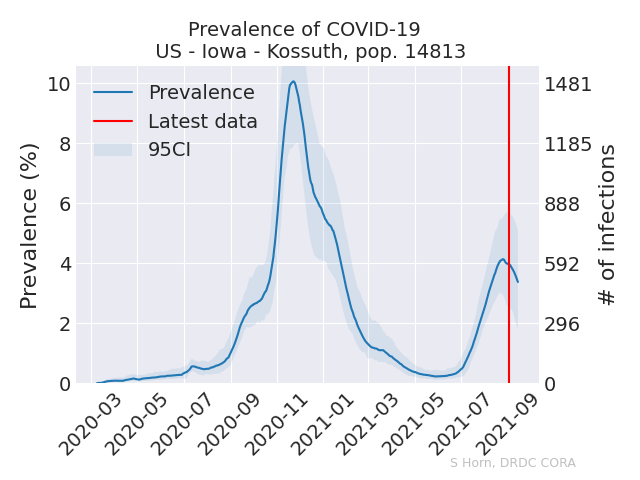 Prevalence of COVID-19
US - Iowa - Kossuth, pop. 14813
Prevalence
Latest data
95CI
Prevalence (%)
10
8
6
4
2
0
1481
1185
888
592
296
0
# of infections
2020-03
2020-05
2020-07
2020-09
2020-11
2021-01
2021-03
2021-05
2021-07
2021-09
S Horn, DRDC CORA